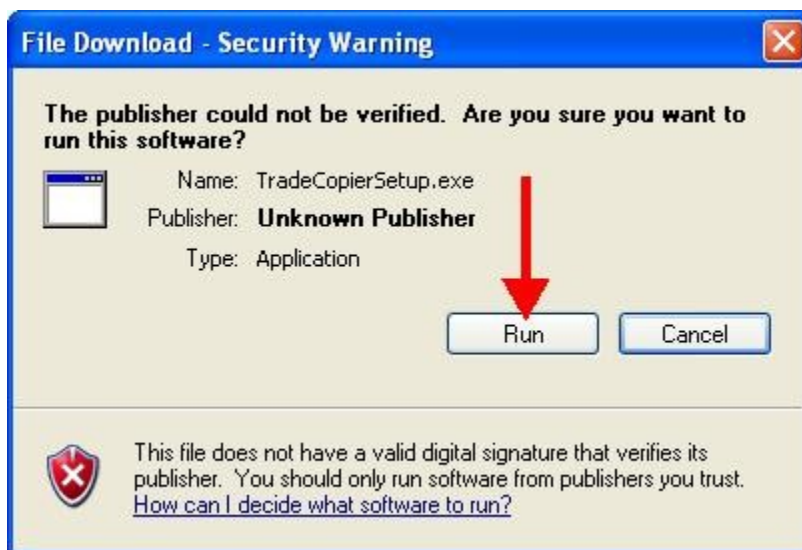 File Download - Security Warning
The publisher could not be verified.  Are you sure you want to
run this software?
Name: TradeCopierSetup.exe
Publisher: Unknown Publisher
Type: Application
Run Cancel
This file does not have a valid digital signature that verifies its
publisher.  You should only run software from publishers you trust.
How can I decide what software to run?